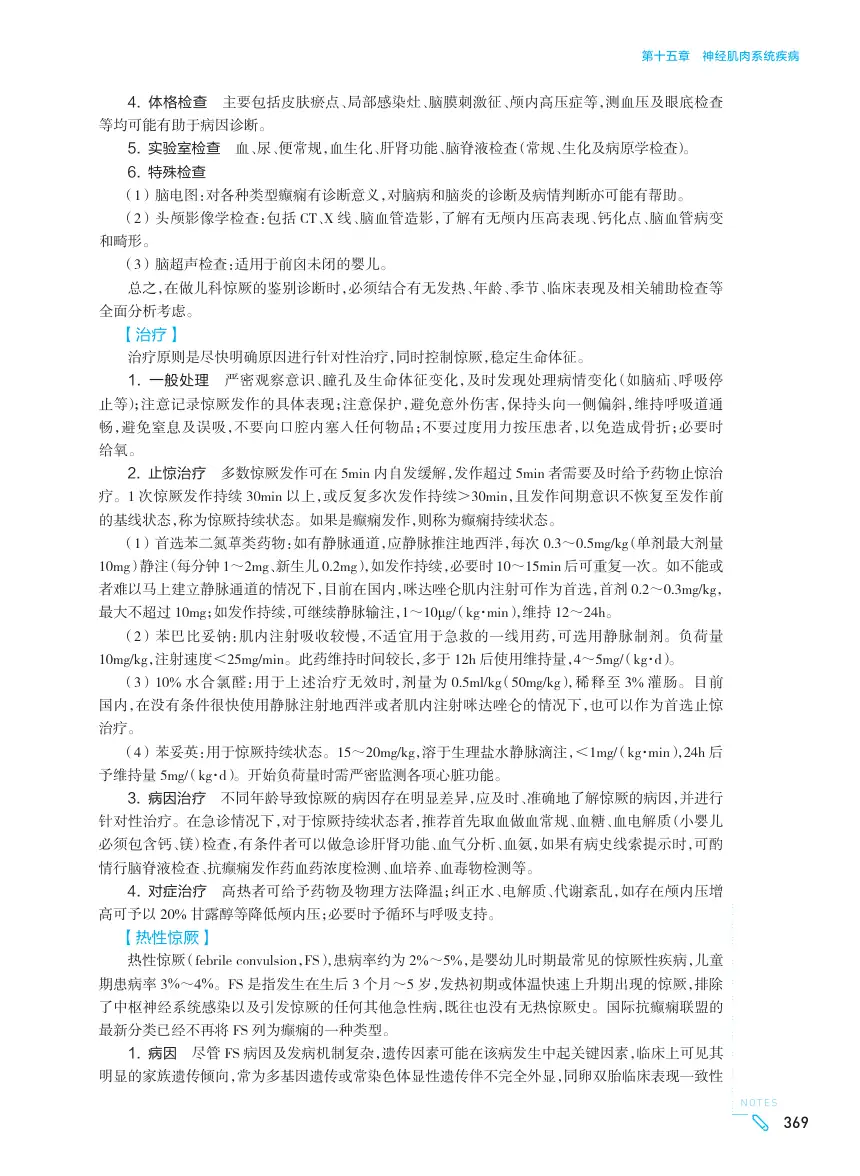 第十五章　神经肌肉系统疾病
4. 体格检查　主要包括皮肤瘀点、局部感染灶、脑膜刺激征、颅内高压症等,测血压及眼底检查
等均可能有助于病因诊断。
5. 实验室检查　血、尿、便常规,血生化、肝肾功能、脑脊液检查(常规、生化及病原学检查)。
6. 特殊检查
(1)脑电图:对各种类型癫痫有诊断意义,对脑病和脑炎的诊断及病情判断亦可能有帮助。
(2)头颅影像学检查:包括 CT、X 线、脑血管造影,了解有无颅内压高表现、钙化点、脑血管病变
和畸形。
(3)脑超声检查:适用于前囟未闭的婴儿。
总之,在做儿科惊厥的鉴别诊断时,必须结合有无发热、年龄、季节、临床表现及相关辅助检查等
全面分析考虑。
【治疗】
治疗原则是尽快明确原因进行针对性治疗,同时控制惊厥,稳定生命体征。
1. 一般处理　严密观察意识、瞳孔及生命体征变化,及时发现处理病情变化(如脑疝、呼吸停
止等);注意记录惊厥发作的具体表现;注意保护,避免意外伤害,保持头向一侧偏斜,维持呼吸道通
畅,避免窒息及误吸,不要向口腔内塞入任何物品;不要过度用力按压患者,以免造成骨折;必要时
给氧。
2. 止惊治疗　多数惊厥发作可在 5min 内自发缓解,发作超过 5min 者需要及时给予药物止惊治
疗。1 次惊厥发作持续 30min 以上,或反复多次发作持续＞30min,且发作间期意识不恢复至发作前
的基线状态,称为惊厥持续状态。如果是癫痫发作,则称为癫痫持续状态。
(1)首选苯二氮䓬类药物:如有静脉通道,应静脉推注地西泮,每次 0.3～0.5mg/kg(单剂最大剂量
10mg)静注(每分钟 1～2mg、新生儿 0.2mg),如发作持续,必要时 10～15min 后可重复一次。如不能或
者难以马上建立静脉通道的情况下,目前在国内,咪达唑仑肌内注射可作为首选,首剂 0.2～0.3mg/kg,
最大不超过 10mg;如发作持续,可继续静脉输注,1～10μg/(kg·min),维持 12～24h。
(2)苯巴比妥钠:肌内注射吸收较慢,不适宜用于急救的一线用药,可选用静脉制剂。负荷量
10mg/kg,注射速度＜25mg/min。此药维持时间较长,多于 12h 后使用维持量,4～5mg/(kg·d)。
(3)10% 水合氯醛:用于上述治疗无效时,剂量为 0.5ml/kg(50mg/kg),稀释至 3% 灌肠。目前
国内,在没有条件很快使用静脉注射地西泮或者肌内注射咪达唑仑的情况下,也可以作为首选止惊
治疗。
(4)苯妥英:用于惊厥持续状态。15～20mg/kg,溶于生理盐水静脉滴注,＜1mg/(kg·min),24h 后
予维持量 5mg/(kg·d)。开始负荷量时需严密监测各项心脏功能。
3. 病因治疗　不同年龄导致惊厥的病因存在明显差异,应及时、准确地了解惊厥的病因,并进行
针对性治疗。在急诊情况下,对于惊厥持续状态者,推荐首先取血做血常规、血糖、血电解质(小婴儿
必须包含钙、镁)检查,有条件者可以做急诊肝肾功能、血气分析、血氨,如果有病史线索提示时,可酌
情行脑脊液检查、抗癫痫发作药血药浓度检测、血培养、血毒物检测等。
4. 对症治疗　高热者可给予药物及物理方法降温;纠正水、电解质、代谢紊乱,如存在颅内压增
高可予以 20% 甘露醇等降低颅内压;必要时予循环与呼吸支持。
【热性惊厥】
热性惊厥(febrile convulsion,FS),患病率约为 2%～5%,是婴幼儿时期最常见的惊厥性疾病,儿童
期患病率 3%～4%。FS 是指发生在生后 3 个月～5 岁,发热初期或体温快速上升期出现的惊厥,排除
了中枢神经系统感染以及引发惊厥的任何其他急性病,既往也没有无热惊厥史。国际抗癫痫联盟的
最新分类已经不再将 FS 列为癫痫的一种类型。
1. 病因　尽管 FS 病因及发病机制复杂,遗传因素可能在该病发生中起关键因素,临床上可见其
明显的家族遗传倾向,常为多基因遗传或常染色体显性遗传伴不完全外显,同卵双胎临床表现一致性
NOTES
369